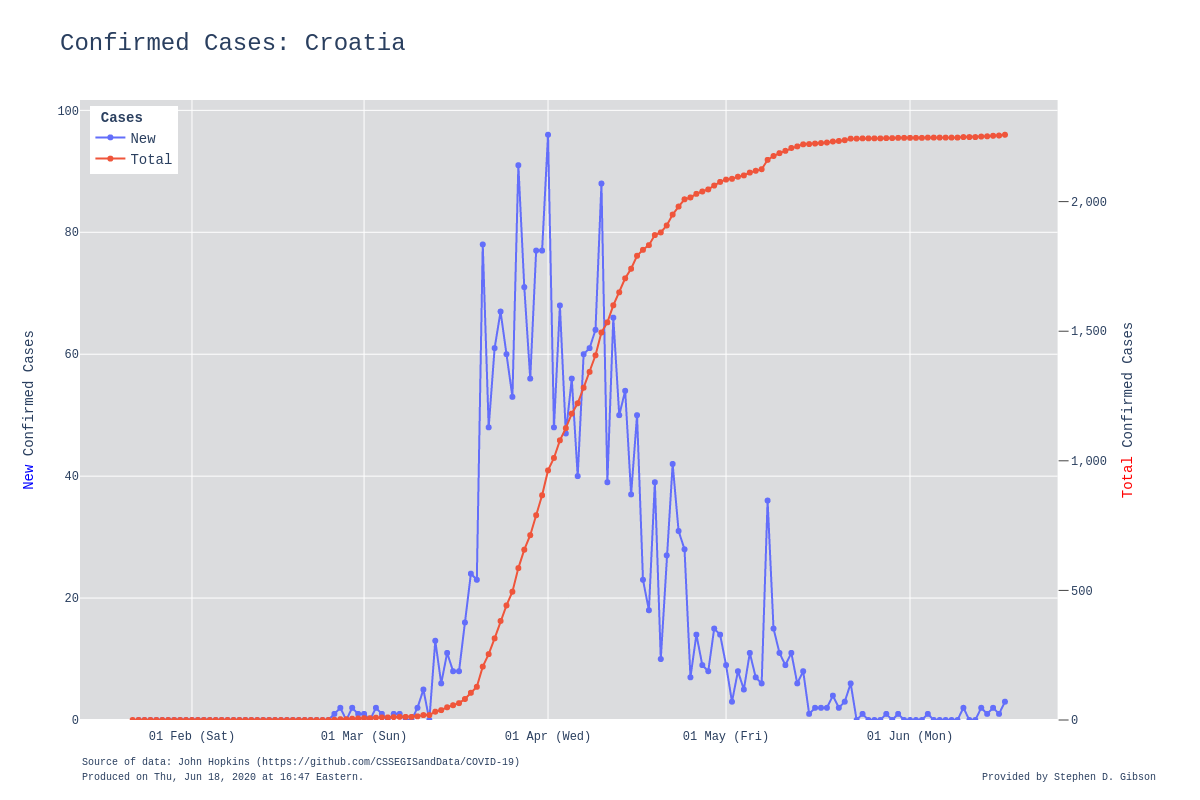 Confirmed Cases: Croatia
Cases
New
Total
100
80
60
40
20
0
New Confirmed Cases
2,000
1,500
1,000
500
0
Total Confirmed Cases
01 Feb (Sat)
01 Mar (Sun)
01 Apr (Wed)
01 May (Fri)
01 Jun (Mon)
Source of data: John Hopkins (https://github.com/CSSEGISandData/COVID-19)
Produced on Thu, Jun 18, 2020 at 16:47 Eastern.
Provided by Stephen D. Gibson